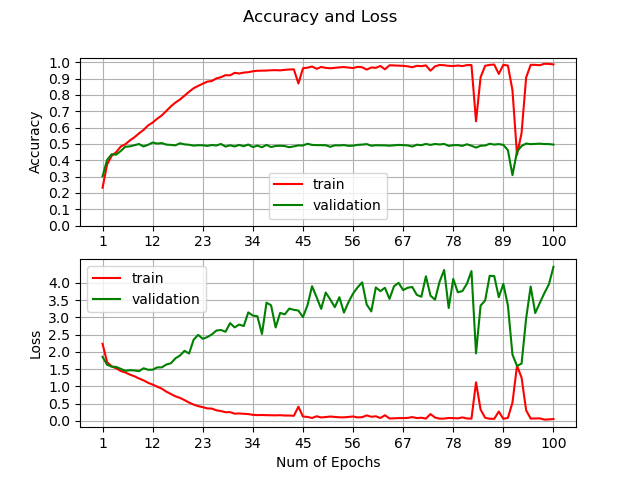 Accuracy and Loss
1.0
0.9
0.8
0.7
0.6
0.5
0.4
0.3
0.2
0.1
0.0
Accuracy
train
validation
1 12 23 34 45 56 67 78 89 100
4.0
3.5
3.0
2.5
2.0
1.5
1.0
0.5
0.0
Loss
train
validation
1 12 23 34 45 56 67 78 89 100
Num of Epochs